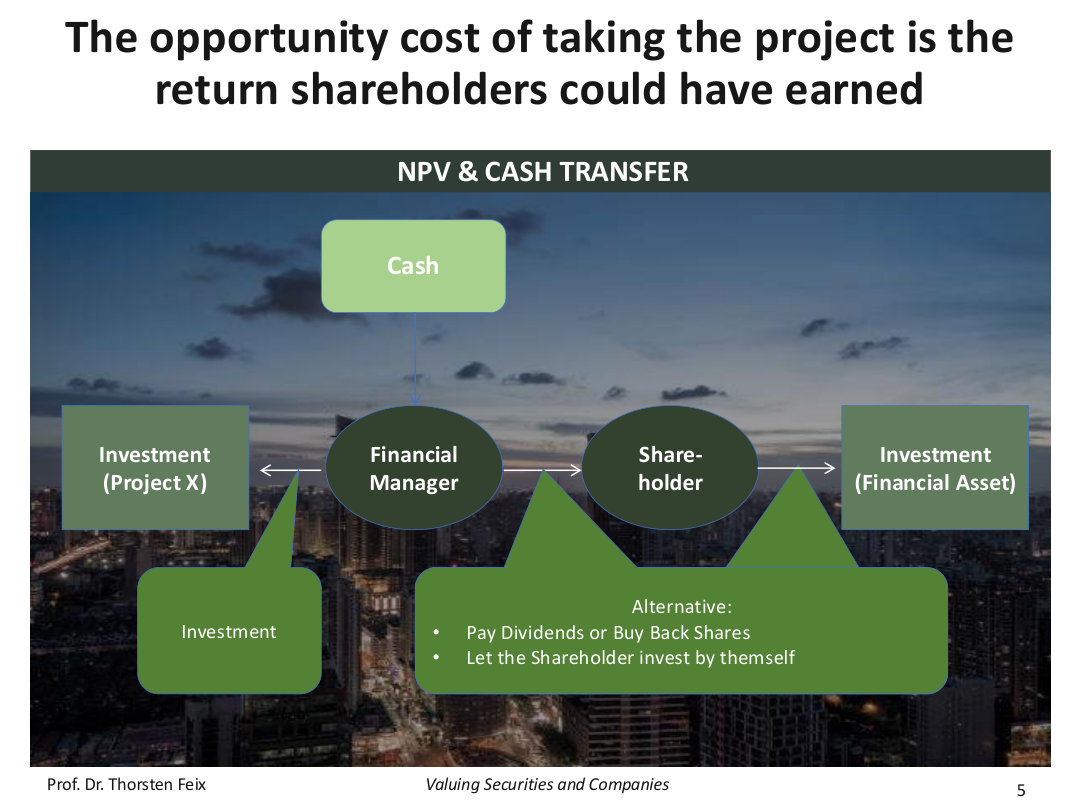 The opportunity cost of taking the project is the
return shareholders could have earned
NPV & CASH TRANSFER
Cash
Investment
(Project X)
Financial
Manager
Share-
holder
Investment
(Financial Asset)
Investment
Alternative:
• Pay Dividends or Buy Back Shares
• Let the Shareholder invest by themself
Prof. Dr. Thorsten Feix
Valuing Securities and Companies
5